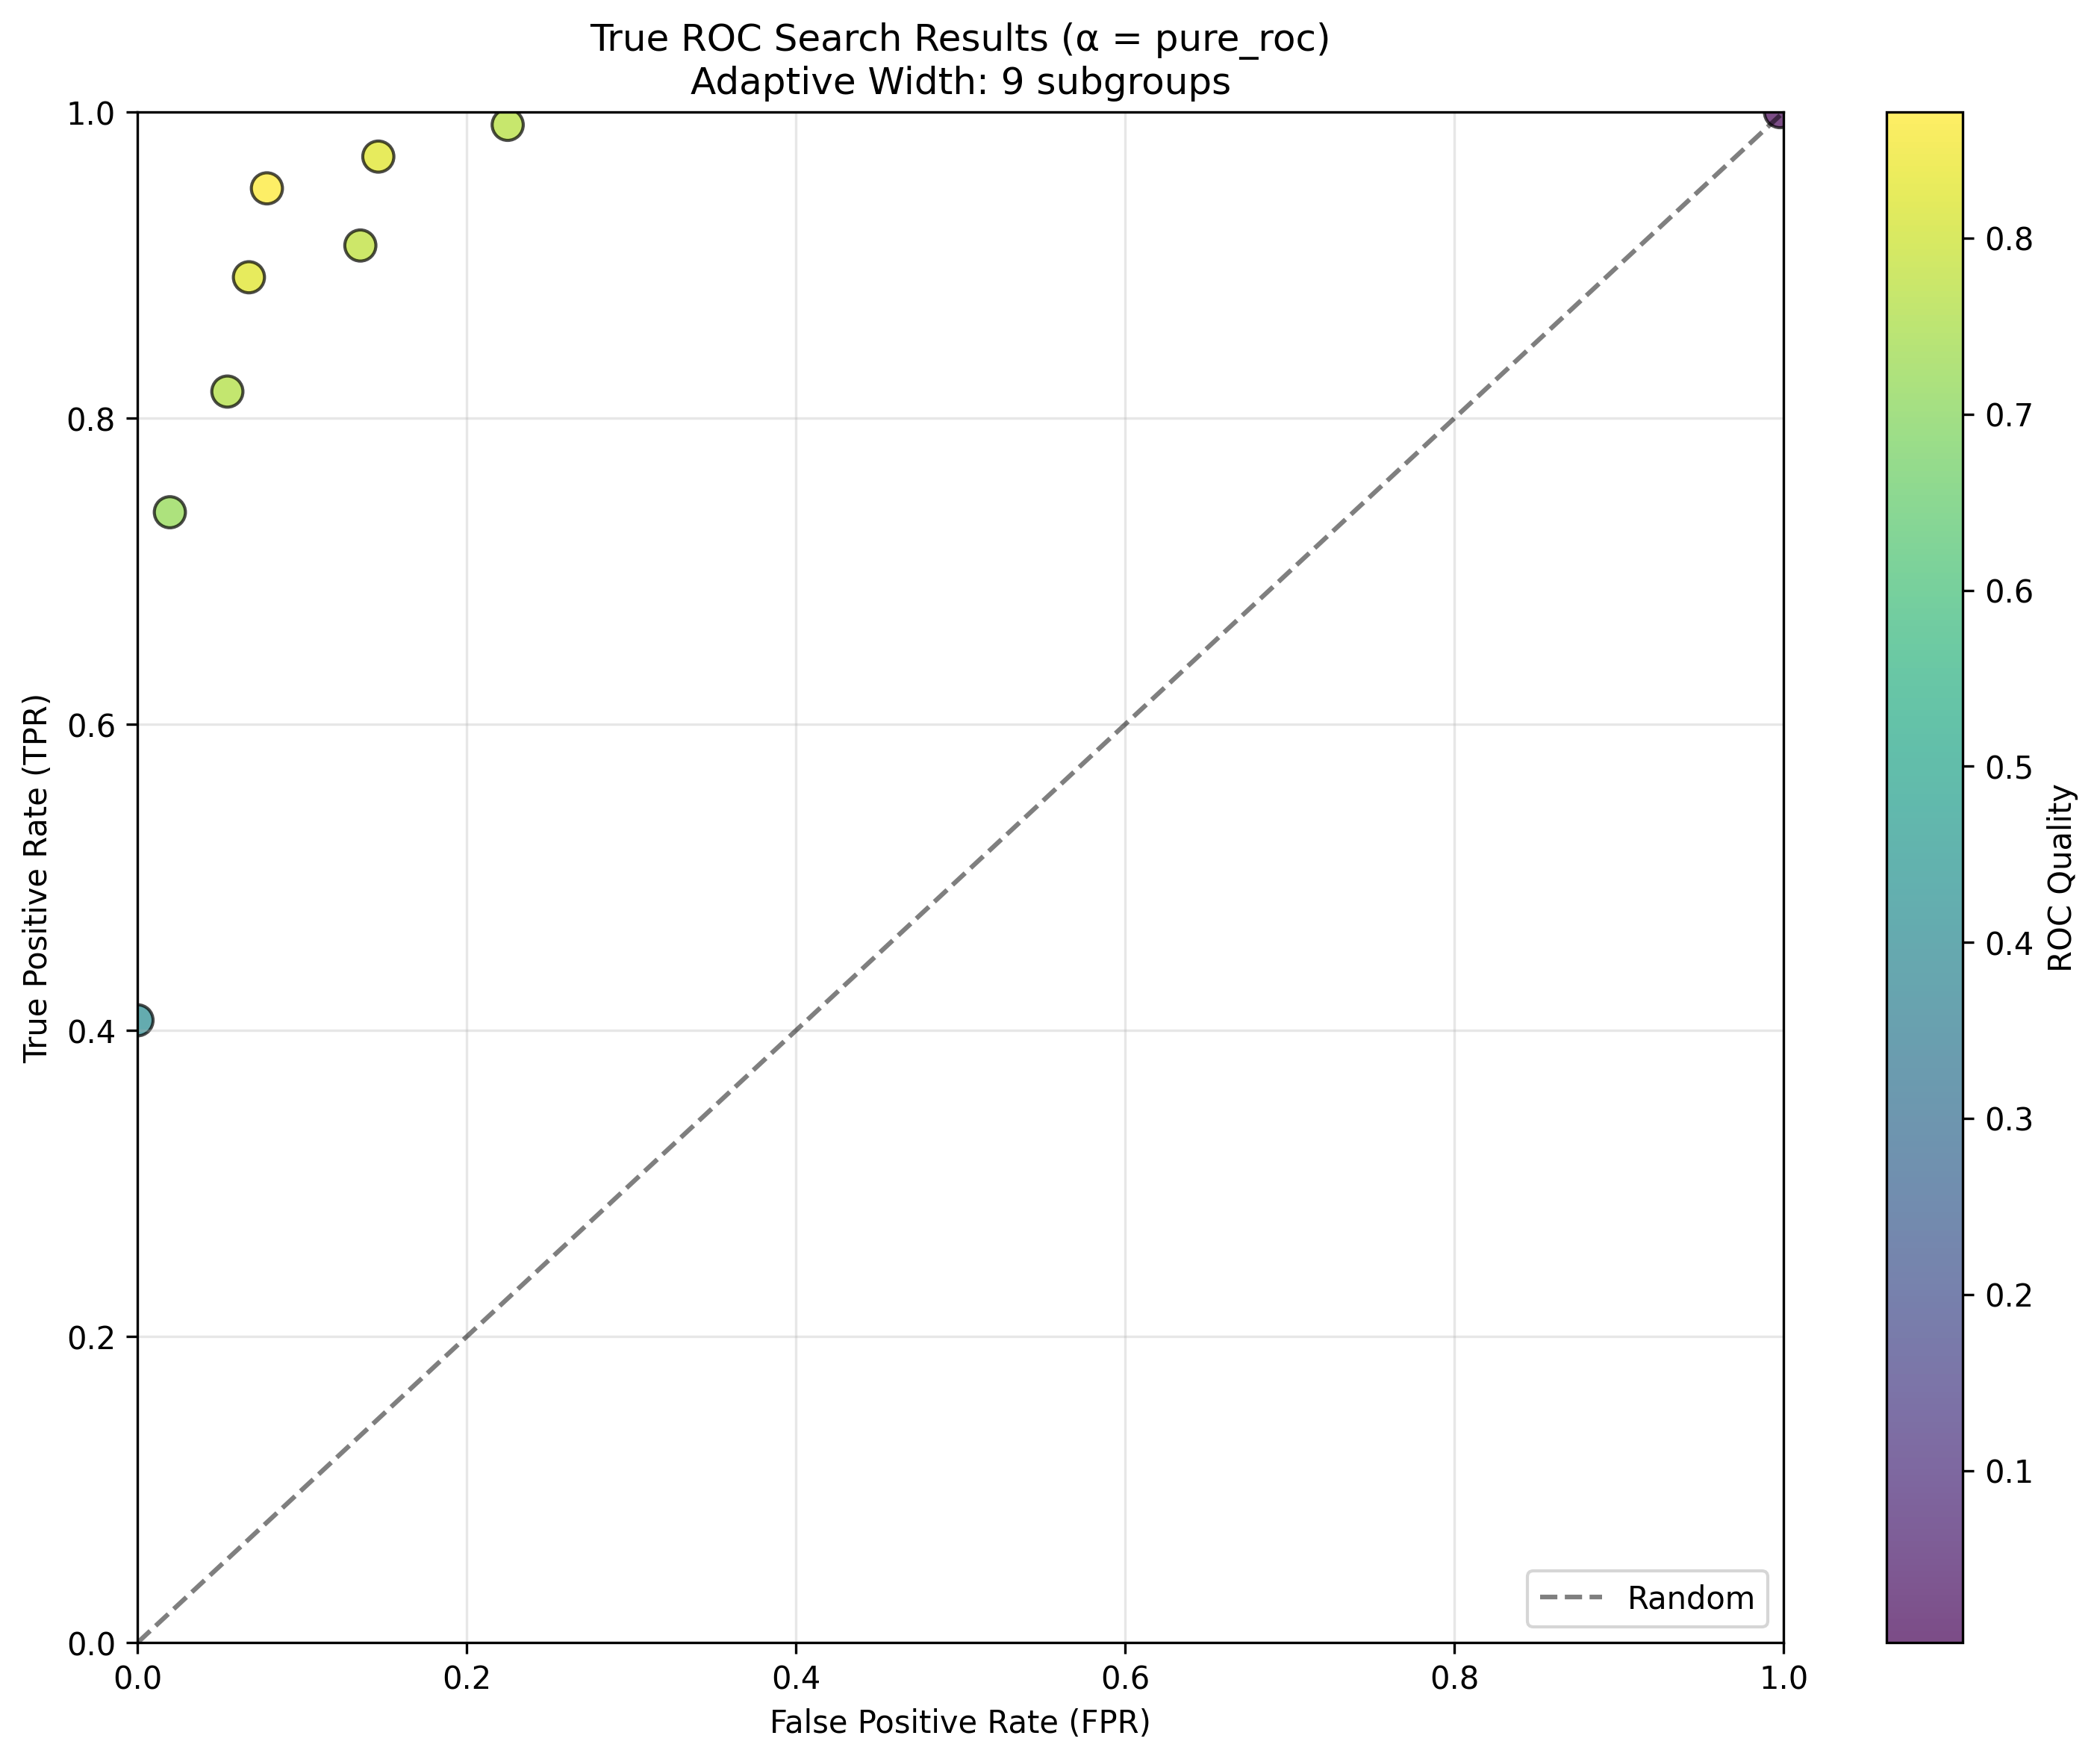 True ROC Search Results (α = pure_roc)
Adaptive Width: 9 subgroups
True Positive Rate (TPR)
1.0
0.8
0.6
0.4
0.2
0.0
0.0 0.2 0.4 0.6 0.8 1.0
False Positive Rate (FPR)
Random
0.8
0.7
0.6
0.5
0.4
0.3
0.2
0.1
ROC Quality